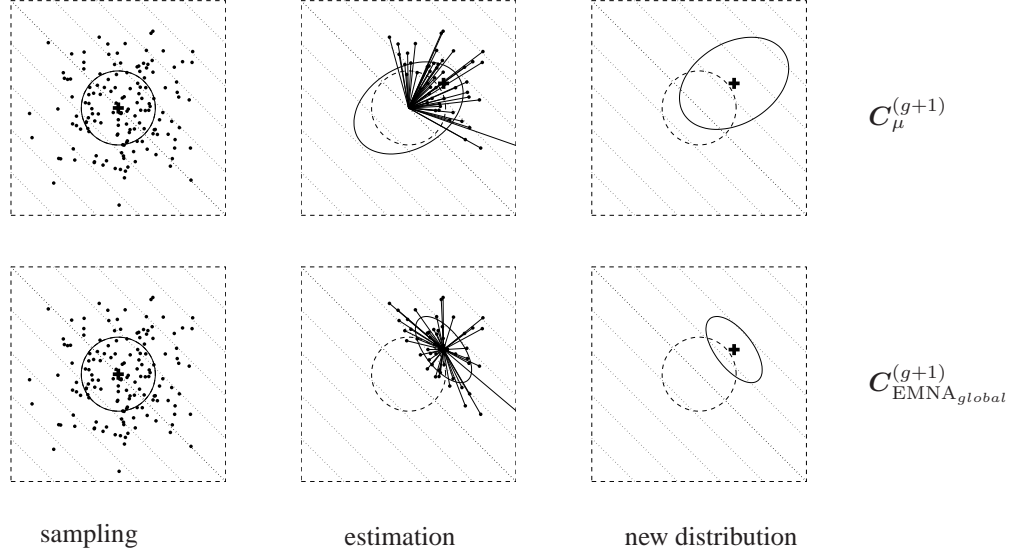 C_μ^(g+1)
C_EMNA_global^(g+1)
sampling estimation new distribution